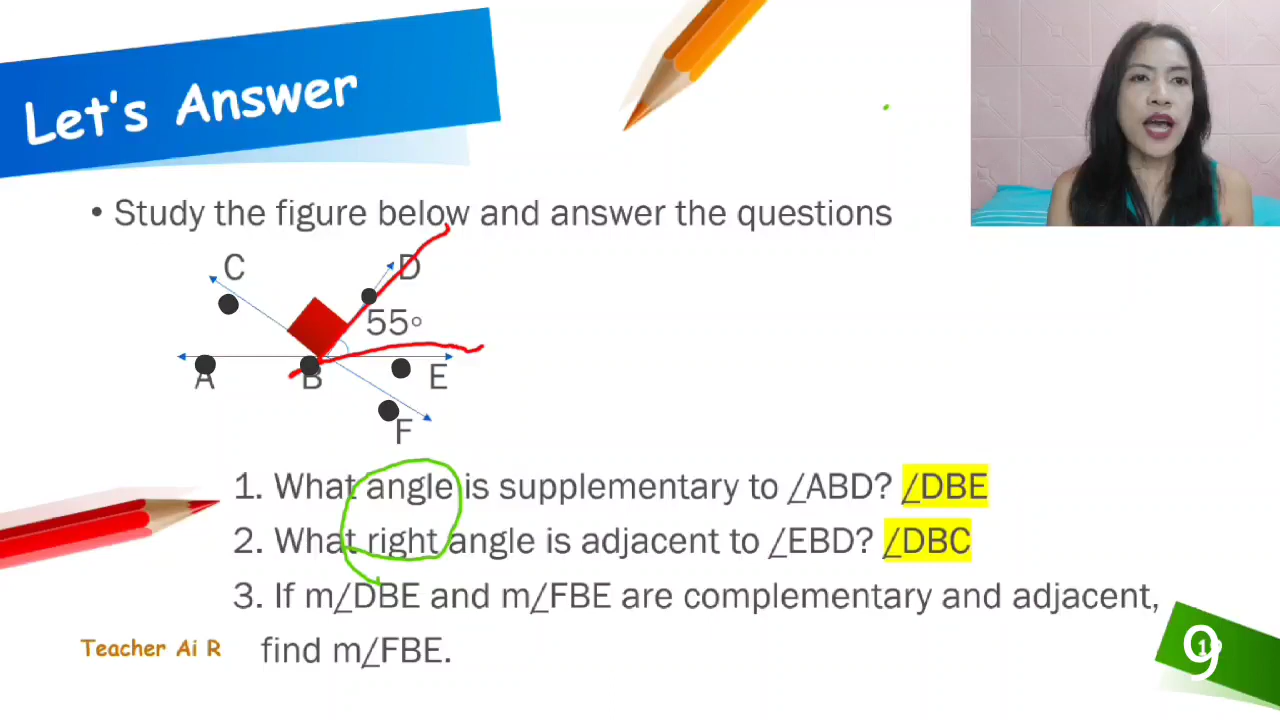 Let's Answer
• Study the figure below and answer the questions
C
D
55°
A
B
E
F
1. What angle is supplementary to ∠ABD? ∠DBE
2. What right angle is adjacent to ∠EBD? ∠DBC
3. If m∠DBE and m∠FBE are complementary and adjacent,
find m∠FBE.
Teacher Ai R
9